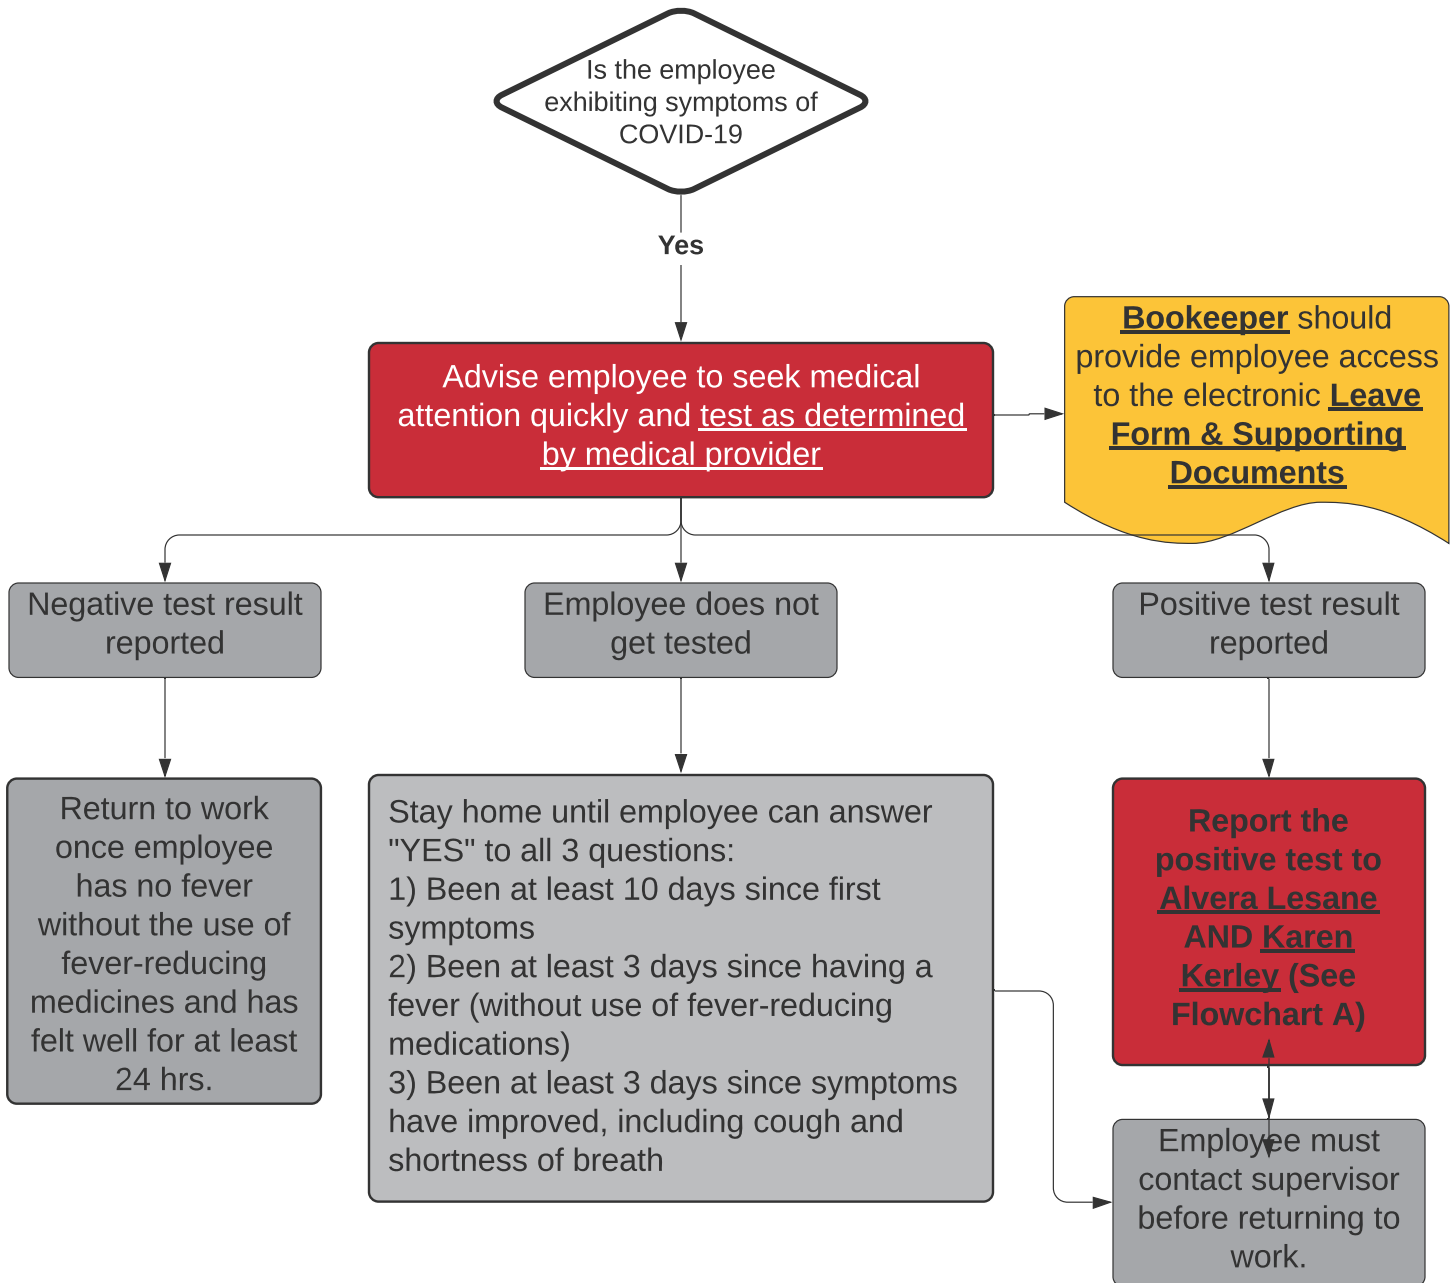 Is the employee
exhibiting symptoms of
COVID-19
Yes
Advise employee to seek medical
attention quickly and test as determined
by medical provider
Bookeeper should
provide employee access
to the electronic Leave
Form & Supporting
Documents
Negative test result
reported
Employee does not
get tested
Positive test result
reported
Return to work
once employee
has no fever
without the use of
fever-reducing
medicines and has
felt well for at least
24 hrs.
Stay home until employee can answer
"YES" to all 3 questions:
1) Been at least 10 days since first
symptoms
2) Been at least 3 days since having a
fever (without use of fever-reducing
medications)
3) Been at least 3 days since symptoms
have improved, including cough and
shortness of breath
Report the
positive test to
Alvera Lesane
AND Karen
Kerley (See
Flowchart A)
Employee must
contact supervisor
before returning to
work.